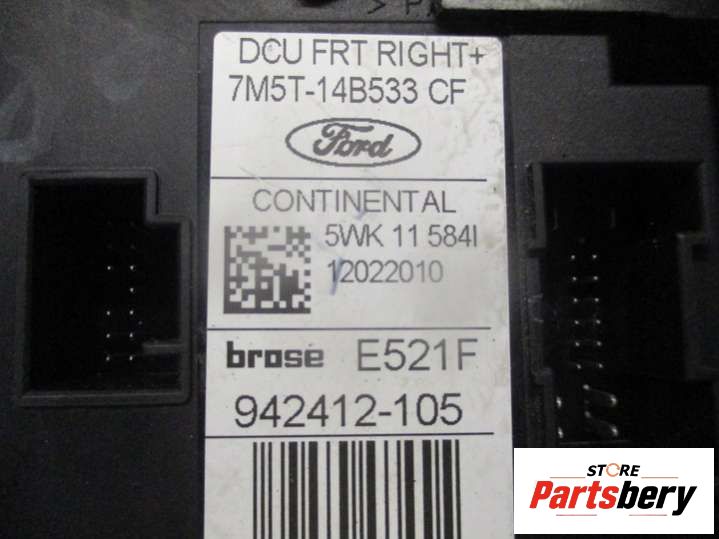 DCU FRT RIGHT+
7M5T-14B533 CF
Ford
CONTINENTAL
5WK 11 584I
12022010
brose E521F
942412-105
STORE
Partsbery